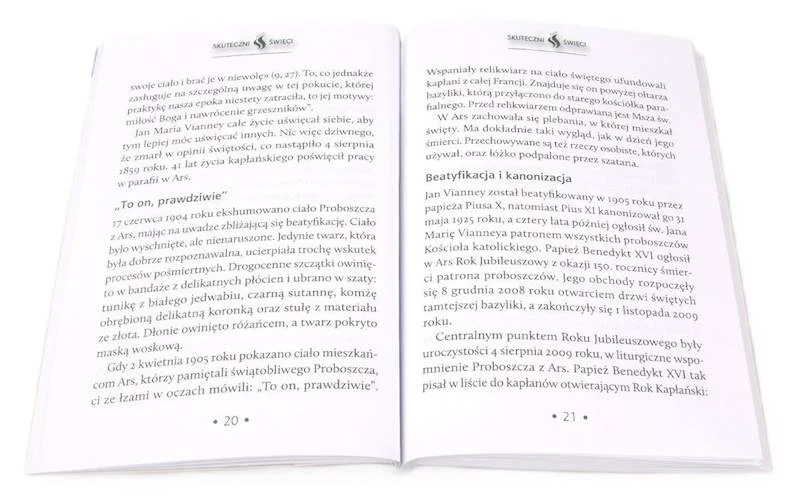 SKUTECZNI ŚWIĘCI
swoje ciało i brać je w niewolę» (9, 27). To, co jednakże
zasługuje na szczególną uwagę w tej pokucie, której
praktykę nasza epoka niestety zatraciła, to jej motywy:
miłość Boga i nawrócenie grzeszników”.
Jan Maria Vianney całe życie uświęcał siebie, aby
tym lepiej móc uświęcać innych. Nic więc dziwnego,
że zmarł w opinii świętości, co nastąpiło 4 sierpnia
1859 roku. 41 lat życia kapłańskiego poświęcił pracy
w parafii w Ars.
„To on, prawdziwie”
17 czerwca 1904 roku ekshumowano ciało Proboszcza
z Ars, mając na uwadze zbliżającą się beatyfikację. Ciało
było wyschnięte, ale nienaruszone. Jedynie twarz, która
była dobrze rozpoznawalna, ucierpiała trochę wskutek
procesów pośmiertnych. Drogocenne szczątki owinię-
to w bandaże z delikatnych płócien i ubrano w szaty:
tunikę z białego jedwabiu, czarną sutannę, komżę
obrębioną delikatną koronką oraz stułę z materiału
ze złota. Dłonie owinięto różańcem, a twarz pokryto
maską woskową.
Gdy 2 kwietnia 1905 roku pokazano ciało mieszkań-
com Ars, którzy pamiętali świątobliwego Proboszcza,
ci ze łzami w oczach mówili: „To on, prawdziwie”.
• 20 •
SKUTECZNI ŚWIĘCI
Wspaniały relikwiarz na ciało świętego ufundowali
kapłani z całej Francji. Znajduje się on powyżej ołtarza
bazyliki, którą przyłączono do starego kościółka para-
fialnego. Przed relikwiarzem odprawiana jest Msza św.
W Ars zachowała się plebania, w której mieszkał
święty. Ma dokładnie taki wygląd, jak w dzień jego
śmierci. Przechowywane są też rzeczy osobiste, których
używał, oraz łóżko podpalone przez szatana.
Beatyfikacja i kanonizacja
Jan Vianney został beatyfikowany w 1905 roku przez
papieża Piusa X, natomiast Pius XI kanonizował go 31
maja 1925 roku, a cztery lata później ogłosił św. Jana
Marię Vianneya patronem wszystkich proboszczów
Kościoła katolickiego. Papież Benedykt XVI ogłosił
w Ars Rok Jubileuszowy z okazji 150. rocznicy śmier-
ci patrona proboszczów. Jego obchody rozpoczęły
się 8 grudnia 2008 roku otwarciem drzwi świętych
tamtejszej bazyliki, a zakończyły się 1 listopada 2009
roku.
Centralnym punktem Roku Jubileuszowego były
uroczystości 4 sierpnia 2009 roku, w liturgiczne wspo-
mnienie Proboszcza z Ars. Papież Benedykt XVI tak
pisał w liście do kapłanów otwierającym Rok Kapłański:
• 21 •